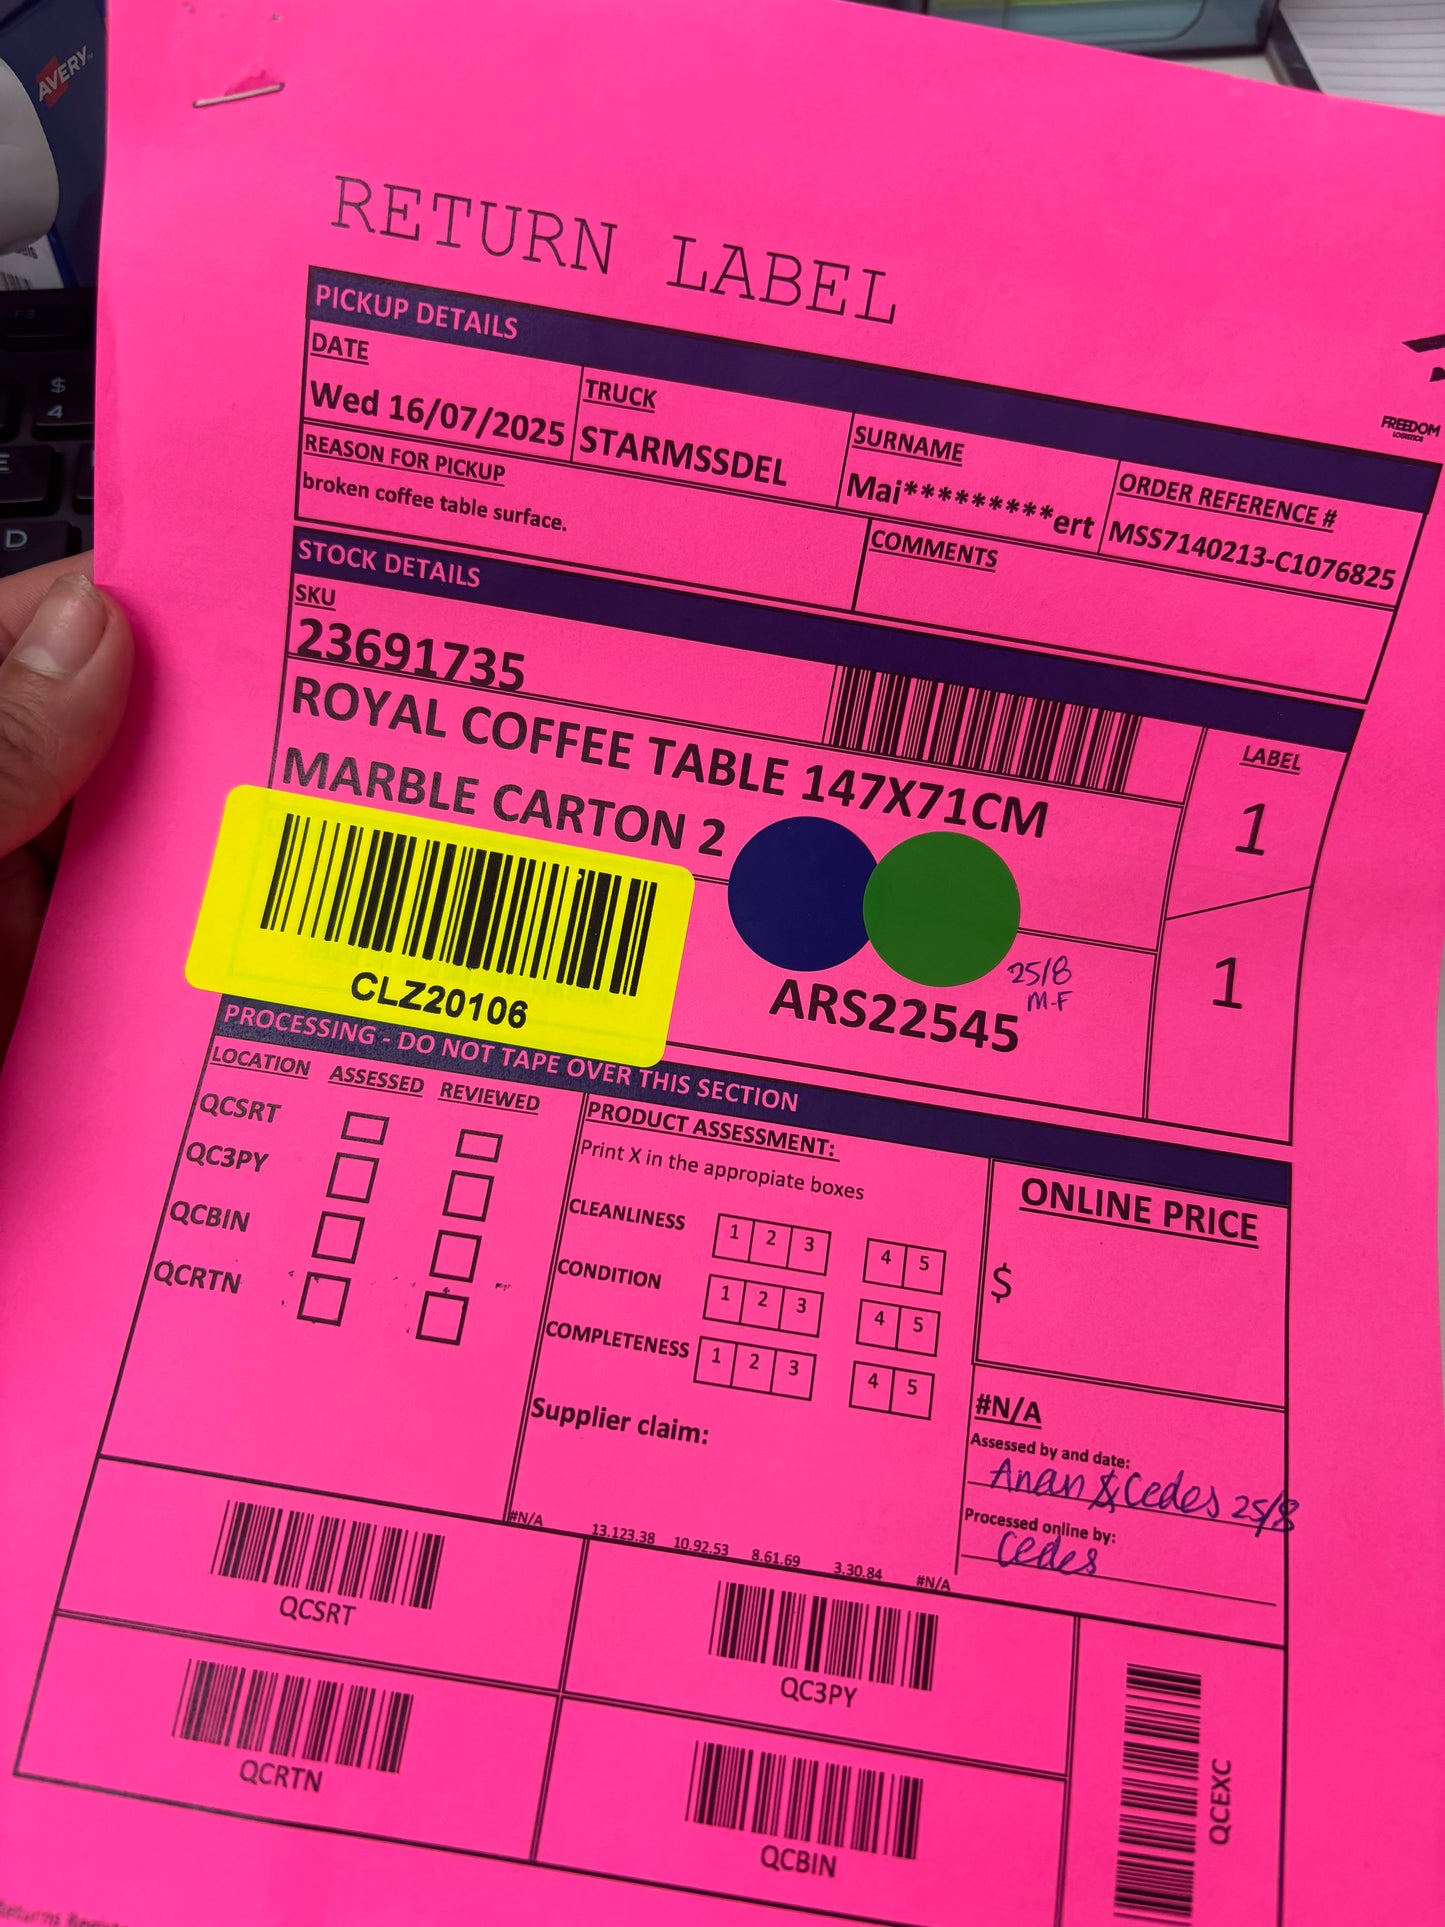 AVERY
F3
$
4
E
D
RETURN LABEL
FREEDOM
LOGISTICS
PICKUP DETAILS
DATE
Wed 16/07/2025
TRUCK
STARMSSDEL
SURNAME
Mai*********ert
ORDER REFERENCE #
MSS7140213-C1076825
REASON FOR PICKUP
broken coffee table surface.
COMMENTS
STOCK DETAILS
SKU
23691735
LABEL
ROYAL COFFEE TABLE 147X71CM
MARBLE CARTON 2
1
1
CLZ20106
25/8
M-F
ARS22545
PROCESSING - DO NOT TAPE OVER THIS SECTION
LOCATION ASSESSED REVIEWED
QCSRT
QC3PY
QCBIN
QCRTN
PRODUCT ASSESSMENT:
Print X in the appropiate boxes
CLEANLINESS 1 2 3 4 5
CONDITION 1 2 3 4 5
COMPLETENESS 1 2 3 4 5
Supplier claim:
ONLINE PRICE
$
#N/A
Assessed by and date:
Anan & Cedes 25/8
Processed online by:
Cedes
#N/A 13.123.38 10.92.53 8.61.69 3.30.84 #N/A
QCSRT
QC3PY
QCRTN
QCBIN
QCEXC